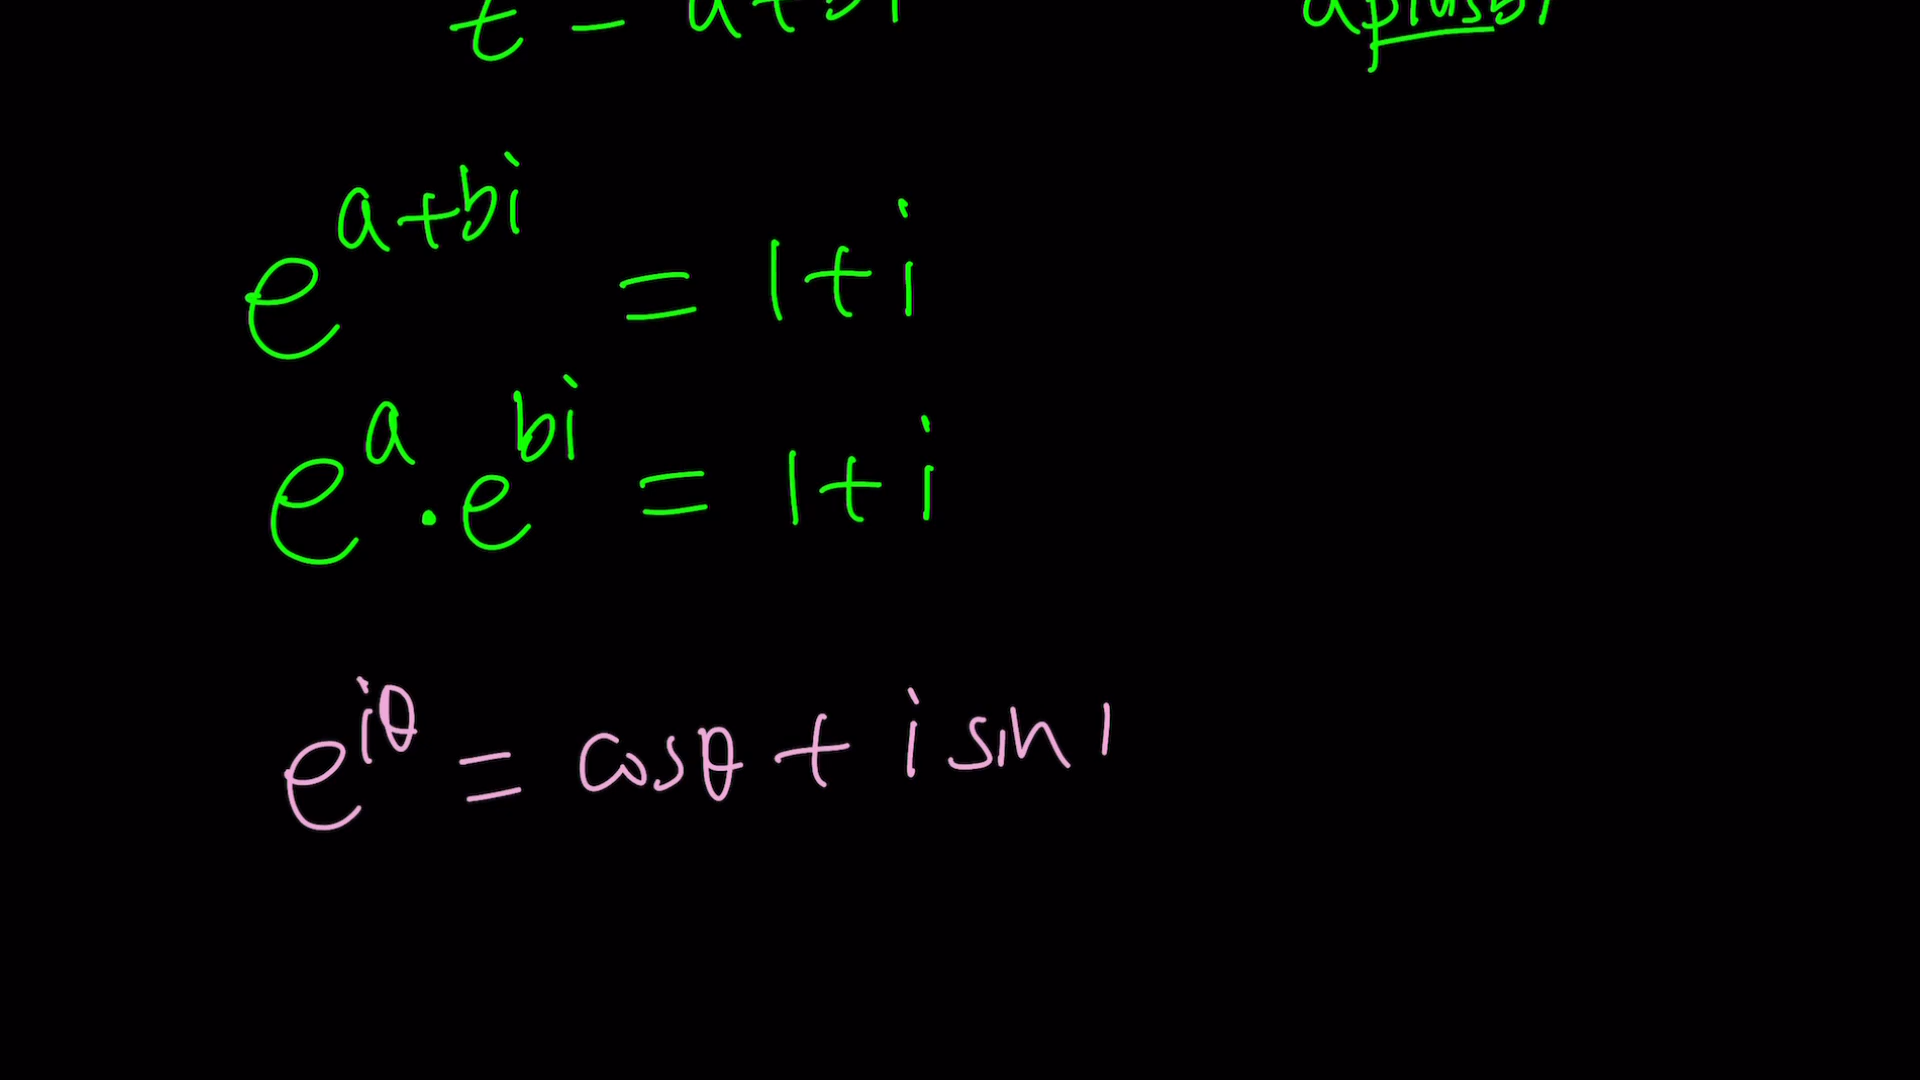 t = a+bi aplusbi
e^{a+bi} = 1+i
e^a · e^{bi} = 1+i
e^{iθ} = cosθ + i sin